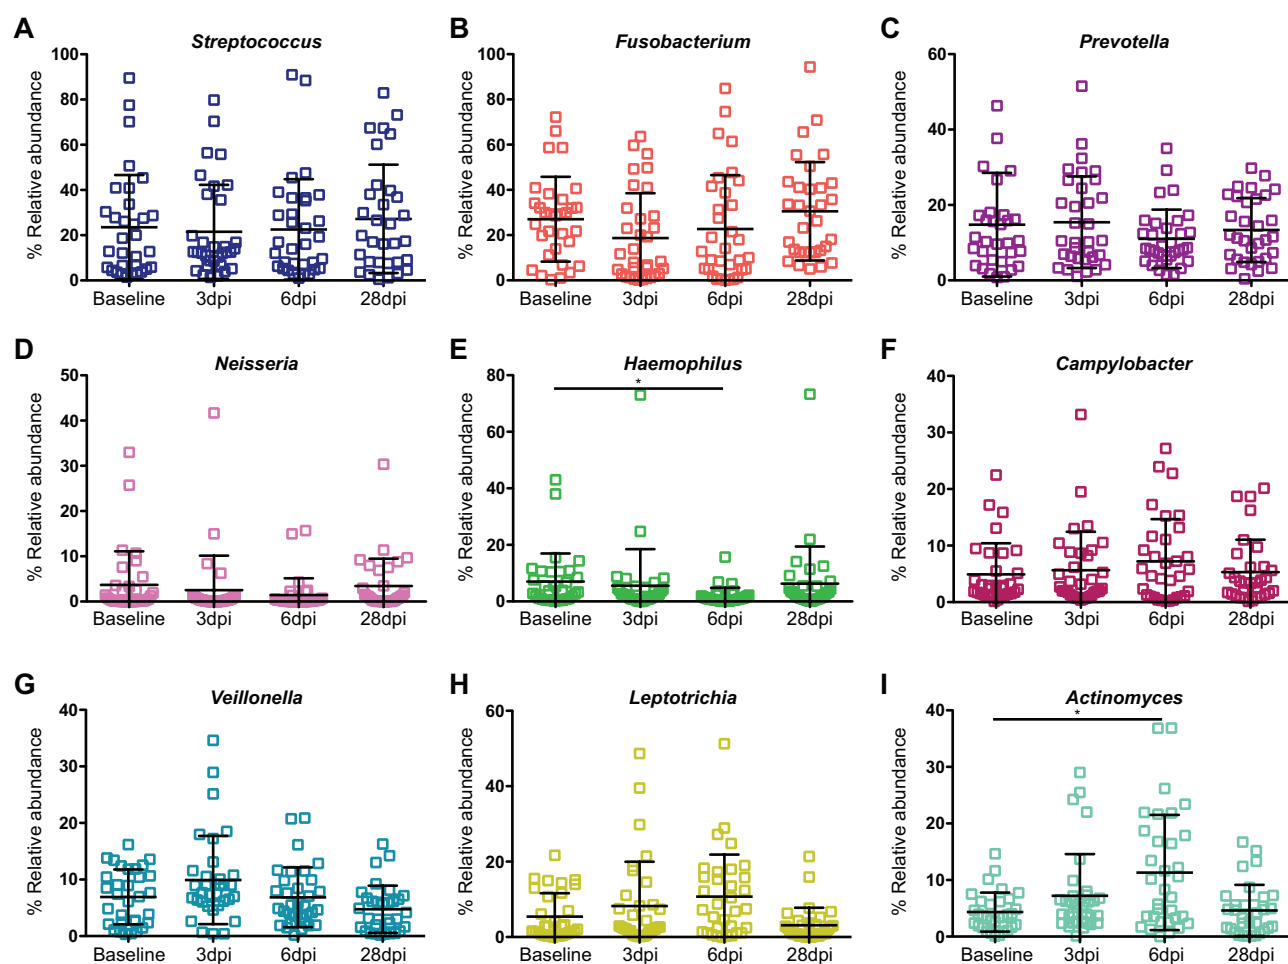 A
Streptococcus
% Relative abundance
100
80
60
40
20
0
Baseline 3dpi 6dpi 28dpi
B
Fusobacterium
% Relative abundance
100
80
60
40
20
0
Baseline 3dpi 6dpi 28dpi
C
Prevotella
% Relative abundance
60
40
20
0
Baseline 3dpi 6dpi 28dpi
D
Neisseria
% Relative abundance
50
40
30
20
10
0
Baseline 3dpi 6dpi 28dpi
E
Haemophilus
% Relative abundance
80
60
40
20
0
*
Baseline 3dpi 6dpi 28dpi
F
Campylobacter
% Relative abundance
40
30
20
10
0
Baseline 3dpi 6dpi 28dpi
G
Veillonella
% Relative abundance
40
30
20
10
0
Baseline 3dpi 6dpi 28dpi
H
Leptotrichia
% Relative abundance
60
40
20
0
Baseline 3dpi 6dpi 28dpi
I
Actinomyces
% Relative abundance
40
30
20
10
0
*
Baseline 3dpi 6dpi 28dpi